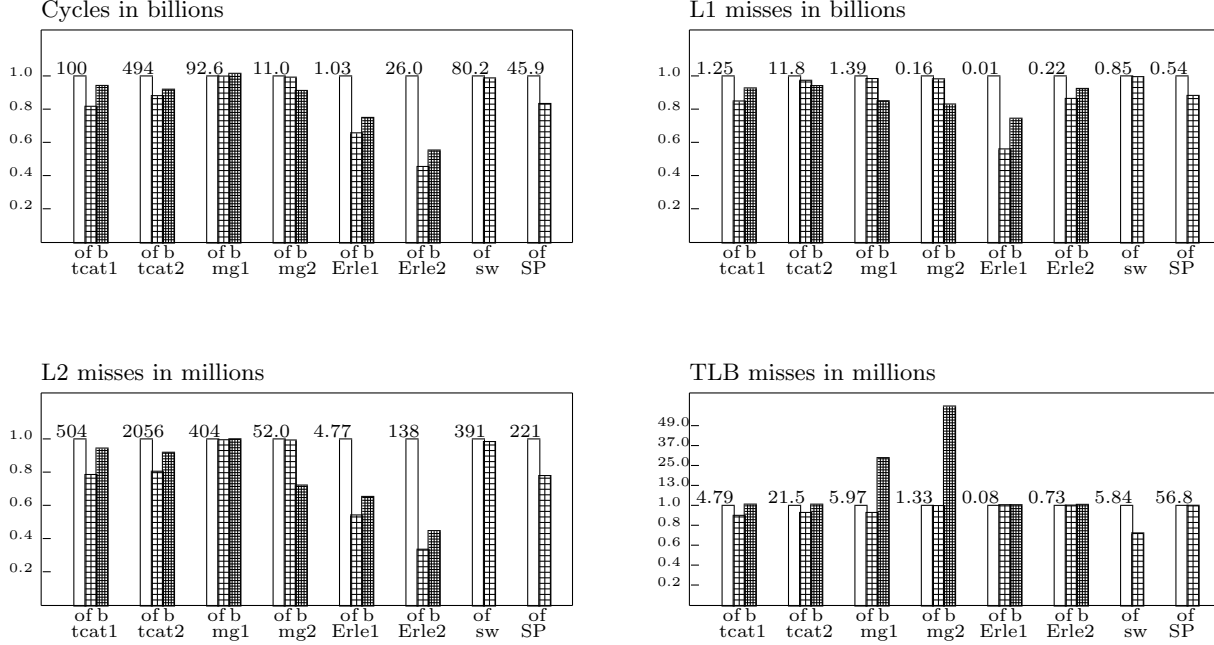 Cycles in billions
100 494 92.6 11.0 1.03 26.0 80.2 45.9
1.0
0.8
0.6
0.4
0.2
of b of b of b of b of b of b of of
tcat1 tcat2 mg1 mg2 Erle1 Erle2 sw SP
L1 misses in billions
1.25 11.8 1.39 0.16 0.01 0.22 0.85 0.54
1.0
0.8
0.6
0.4
0.2
of b of b of b of b of b of b of of
tcat1 tcat2 mg1 mg2 Erle1 Erle2 sw SP
L2 misses in millions
504 2056 404 52.0 4.77 138 391 221
1.0
0.8
0.6
0.4
0.2
of b of b of b of b of b of b of of
tcat1 tcat2 mg1 mg2 Erle1 Erle2 sw SP
TLB misses in millions
49.0
37.0
25.0
13.0
4.79 21.5 5.97 1.33 0.08 0.73 5.84 56.8
1.0
0.8
0.6
0.4
0.2
of b of b of b of b of b of b of of
tcat1 tcat2 mg1 mg2 Erle1 Erle2 sw SP